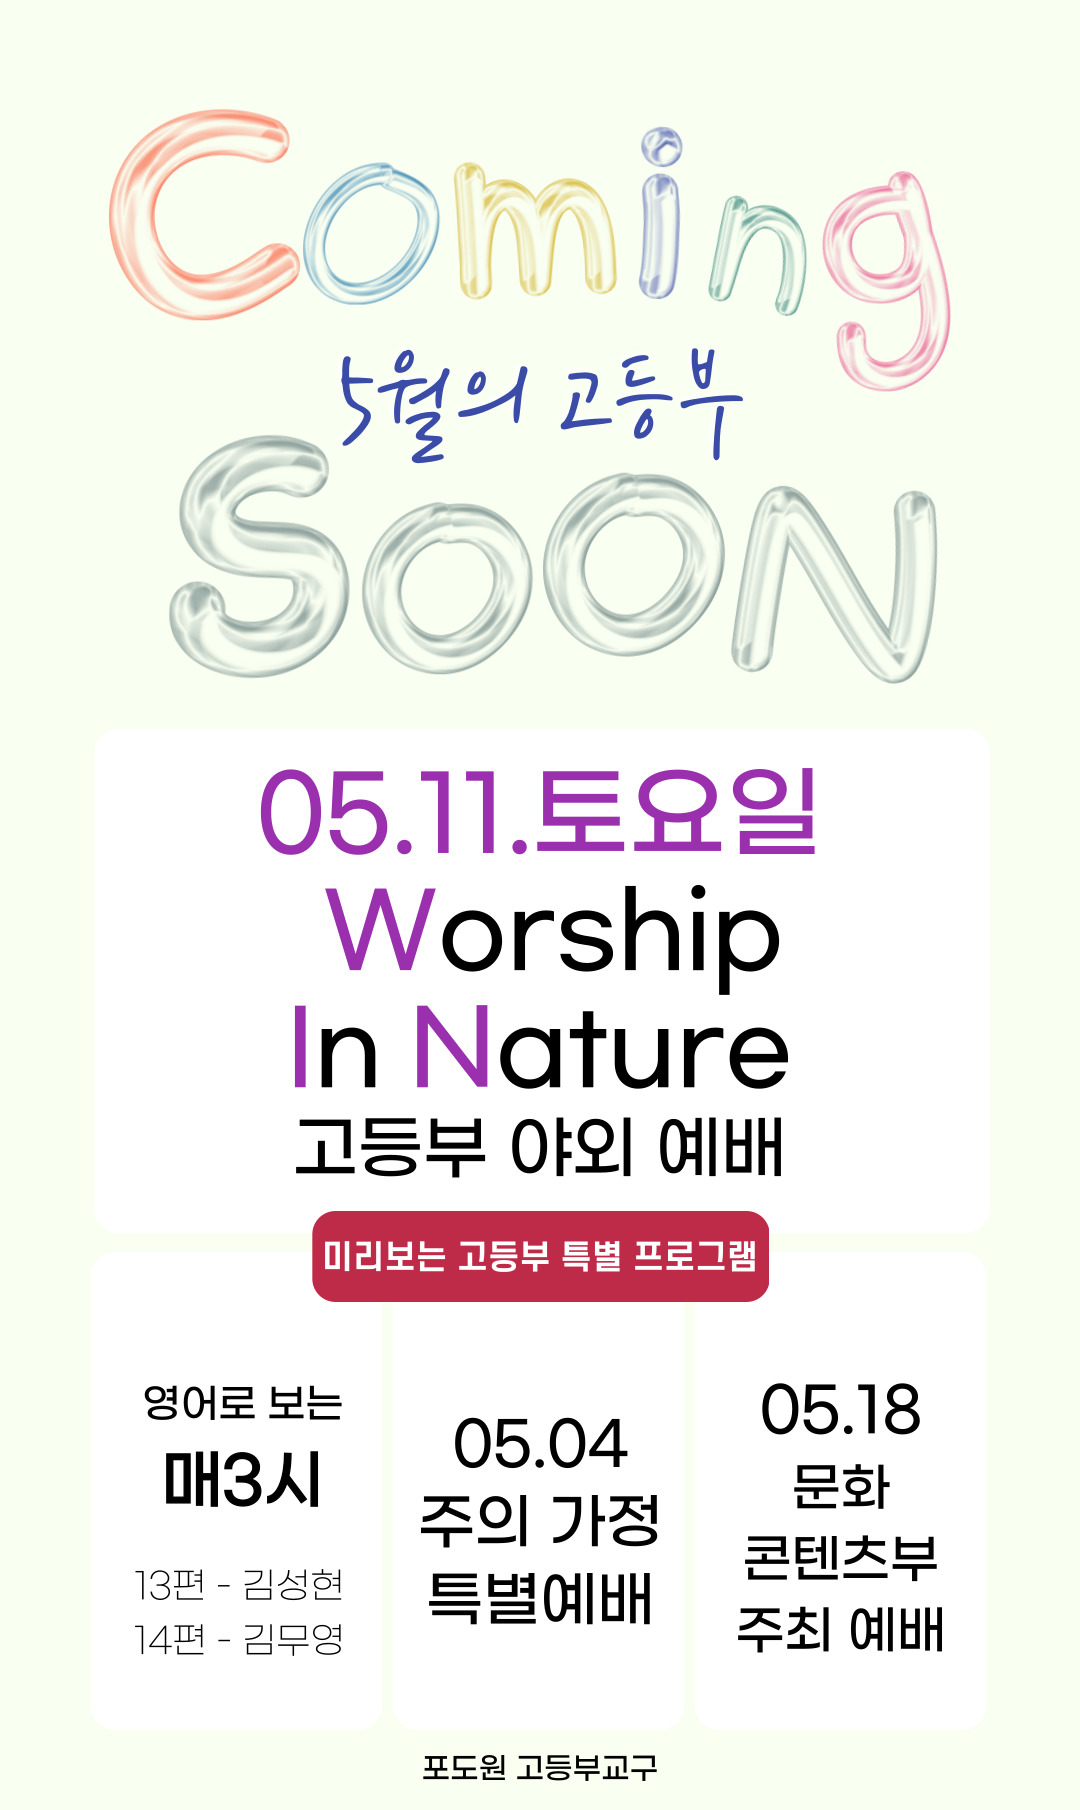 Coming
5월의 고등부
SOON
05.11.토요일
Worship
In Nature
고등부 야외 예배
미리보는 고등부 특별 프로그램
영어로 보는
매3시
13편 - 김성현
14편 - 김무영
05.04
주의 가정
특별예배
05.18
문화
콘텐츠부
주최 예배
포도원 고등부교구